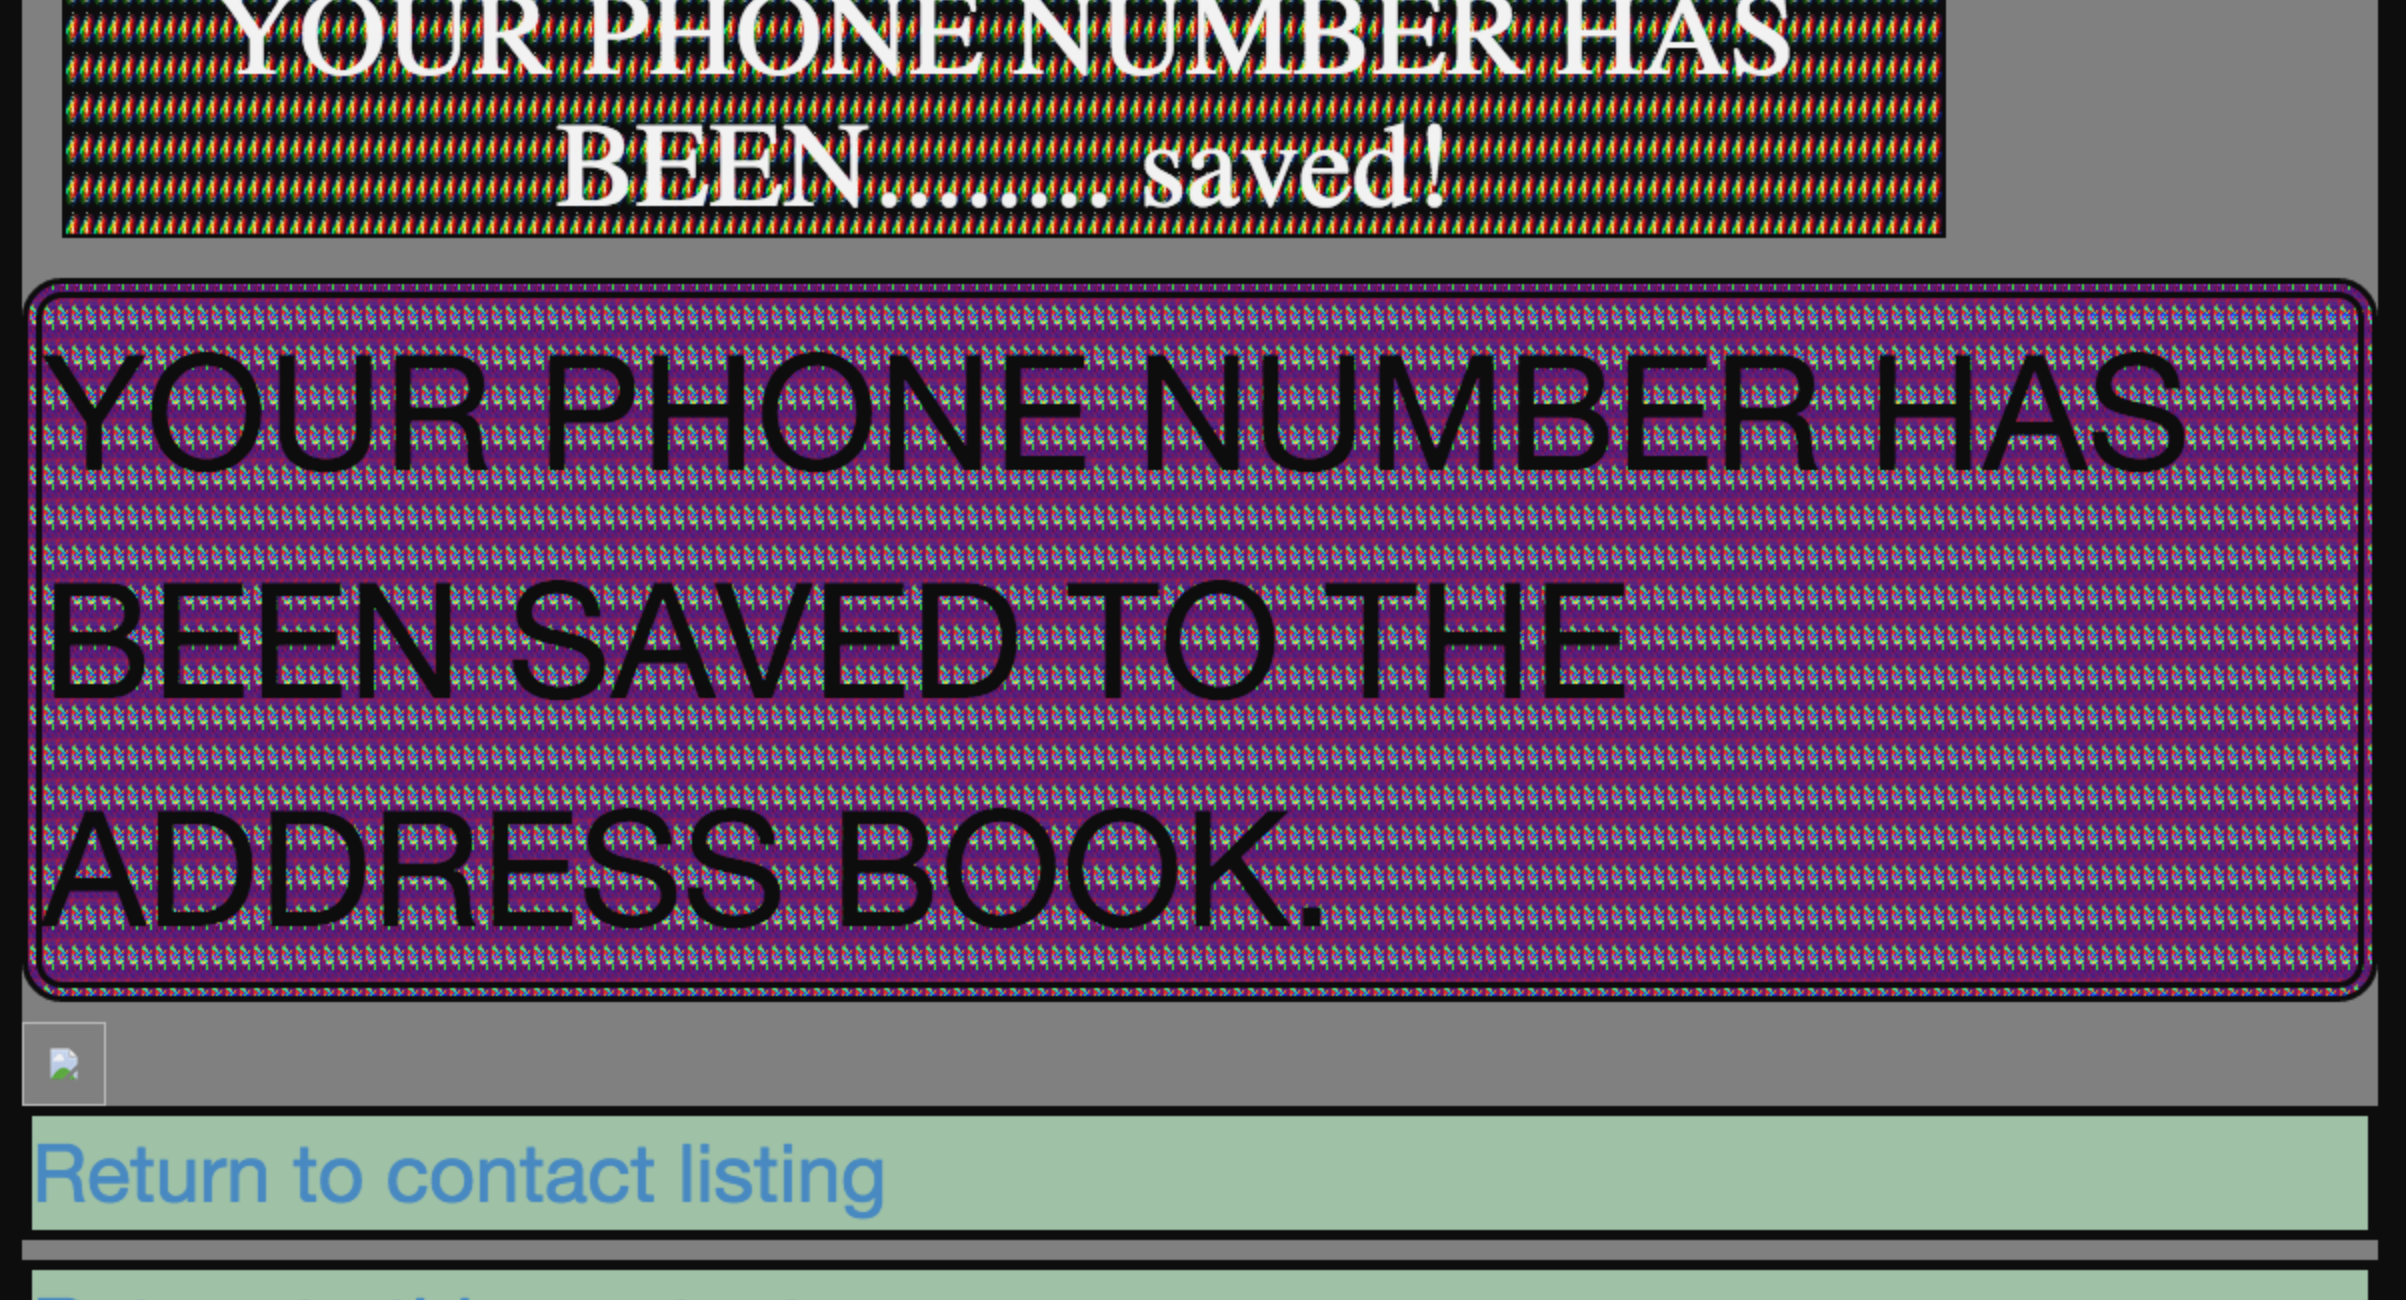 YOUR PHONE NUMBER HAS
BEEN........ saved!
YOUR PHONE NUMBER HAS
BEEN SAVED TO THE
ADDRESS BOOK.
Return to contact listing